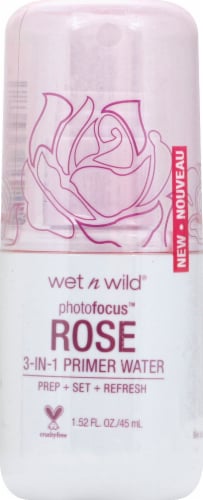 NEW • NOUVEAU
wet n wild®
photofocus™
ROSE
3-IN-1 PRIMER WATER
PREP + SET + REFRESH
crueltyfree
1.52 FL. OZ./45 mL